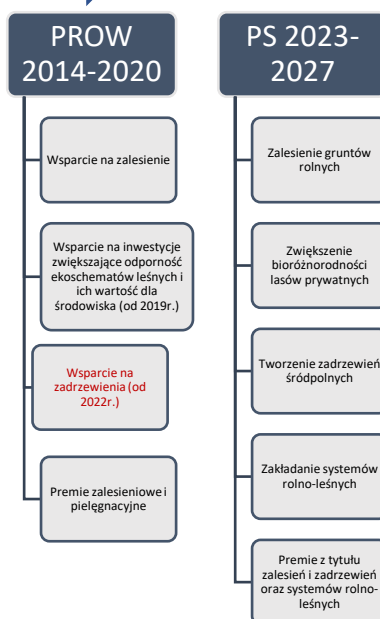 PROW
2014-2020
Wsparcie na zalesienie
Wsparcie na inwestycje
zwiększające odporność
ekoschematów leśnych i
ich wartość dla
środowiska (od 2019r.)
Wsparcie na
zadrzewienia (od
2022r.)
Premie zalesieniowe i
pielęgnacyjne
PS 2023-
2027
Zalesienie gruntów
rolnych
Zwiększenie
bioróżnorodności
lasów prywatnych
Tworzenie zadrzewień
śródpolnych
Zakładanie systemów
rolno-leśnych
Premie z tytułu
zalesień i zadrzewień
oraz systemów rolno-
leśnych